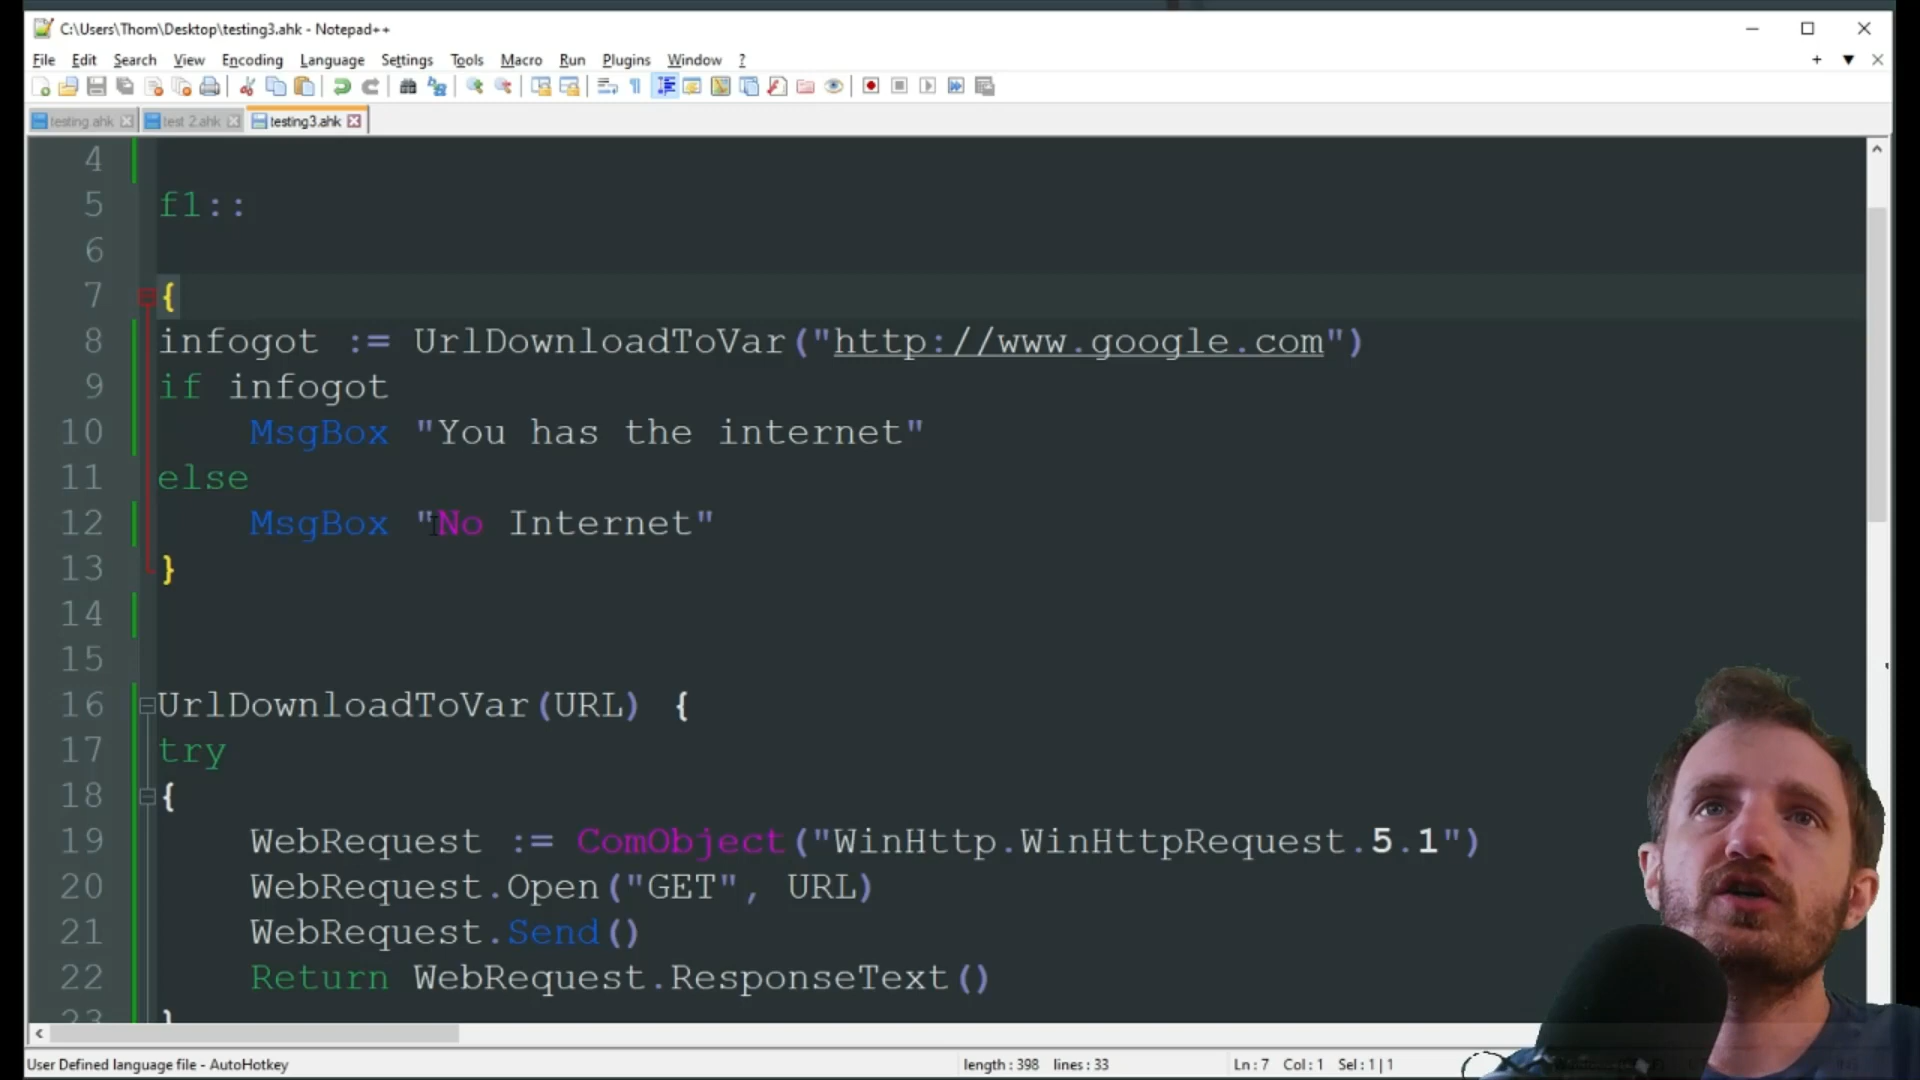 C:\Users\Thom\Desktop\testing3.ahk - Notepad++
File Edit Search View Encoding Language Settings Tools Macro Run Plugins Window ?
testing.ahk test 2.ahk testing3.ahk
4
5 f1::
6
7 {
8 infogot := UrlDownloadToVar("http://www.google.com")
9 if infogot
10 MsgBox "You has the internet"
11 else
12 MsgBox "No Internet"
13 }
14
15
16 UrlDownloadToVar(URL) {
17 try
18 {
19 WebRequest := ComObject("WinHttp.WinHttpRequest.5.1")
20 WebRequest.Open("GET", URL)
21 WebRequest.Send()
22 Return WebRequest.ResponseText()
23 }
User Defined language file - AutoHotkey length : 398 lines : 33 Ln : 7 Col : 1 Sel : 1 | 1